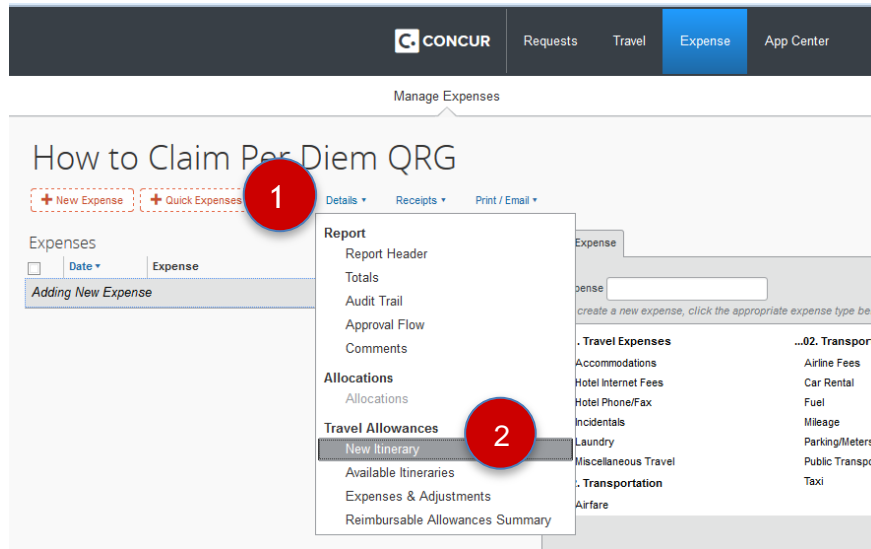 C. CONCUR Requests Travel Expense App Center
Manage Expenses
How to Claim Per Diem QRG
+ New Expense + Quick Expenses 1 Details Receipts Print / Email
Expenses
Date Expense
Adding New Expense
Report
Report Header
Totals
Audit Trail
Approval Flow
Comments
Allocations
Allocations
Travel Allowances
2
New Itinerary
Available Itineraries
Expenses & Adjustments
Reimbursable Allowances Summary
Expense
create a new expense, click the appropriate expense type be
. Travel Expenses
Accommodations
Hotel Internet Fees
Hotel Phone/Fax
Incidentals
Laundry
Miscellaneous Travel
. Transportation
Airfare
...02. Transpor
Airline Fees
Car Rental
Fuel
Mileage
Parking/Meters
Public Transpo
Taxi